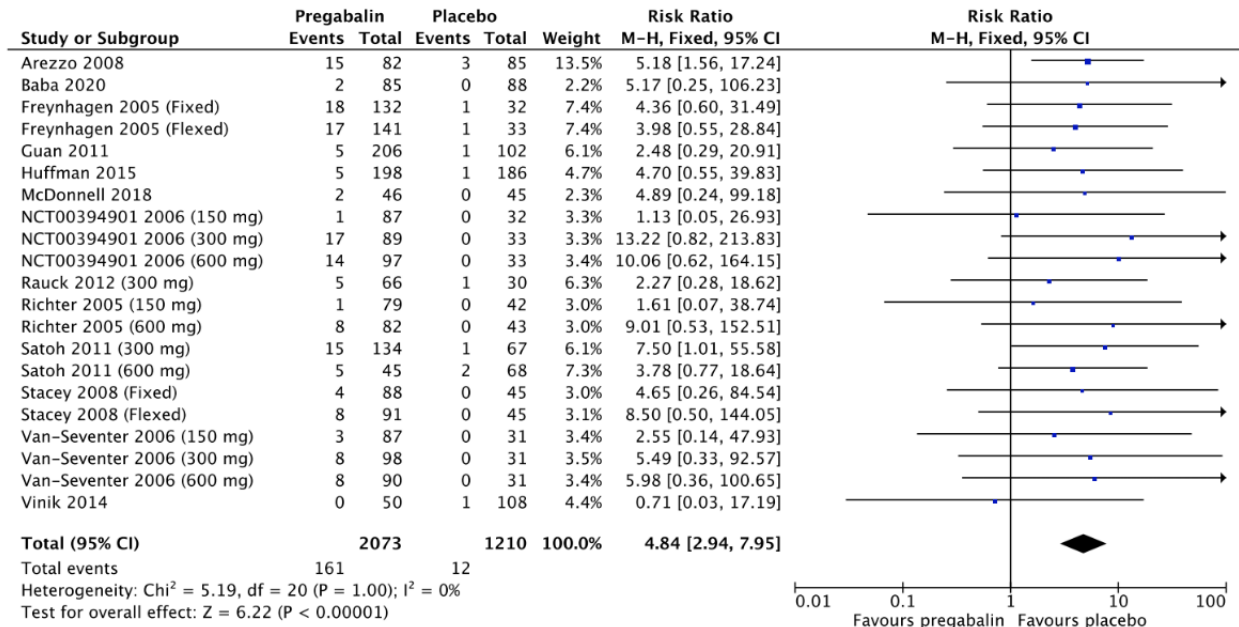 Pregabalin Placebo Risk Ratio Risk Ratio
Study or Subgroup Events Total Events Total Weight M-H, Fixed, 95% CI M-H, Fixed, 95% CI
Arezzo 2008 15 82 3 85 13.5% 5.18 [1.56, 17.24]
Baba 2020 2 85 0 88 2.2% 5.17 [0.25, 106.23]
Freynhagen 2005 (Fixed) 18 132 1 32 7.4% 4.36 [0.60, 31.49]
Freynhagen 2005 (Flexed) 17 141 1 33 7.4% 3.98 [0.55, 28.84]
Guan 2011 5 206 1 102 6.1% 2.48 [0.29, 20.91]
Huffman 2015 5 198 1 186 4.7% 4.70 [0.55, 39.83]
McDonnell 2018 2 46 0 45 2.3% 4.89 [0.24, 99.18]
NCT00394901 2006 (150 mg) 1 87 0 32 3.3% 1.13 [0.05, 26.93]
NCT00394901 2006 (300 mg) 17 89 0 33 3.3% 13.22 [0.82, 213.83]
NCT00394901 2006 (600 mg) 14 97 0 33 3.4% 10.06 [0.62, 164.15]
Rauck 2012 (300 mg) 5 66 1 30 6.3% 2.27 [0.28, 18.62]
Richter 2005 (150 mg) 1 79 0 42 3.0% 1.61 [0.07, 38.74]
Richter 2005 (600 mg) 8 82 0 43 3.0% 9.01 [0.53, 152.51]
Satoh 2011 (300 mg) 15 134 1 67 6.1% 7.50 [1.01, 55.58]
Satoh 2011 (600 mg) 5 45 2 68 7.3% 3.78 [0.77, 18.64]
Stacey 2008 (Fixed) 4 88 0 45 3.0% 4.65 [0.26, 84.54]
Stacey 2008 (Flexed) 8 91 0 45 3.1% 8.50 [0.50, 144.05]
Van-Seventer 2006 (150 mg) 3 87 0 31 3.4% 2.55 [0.14, 47.93]
Van-Seventer 2006 (300 mg) 8 98 0 31 3.5% 5.49 [0.33, 92.57]
Van-Seventer 2006 (600 mg) 8 90 0 31 3.4% 5.98 [0.36, 100.65]
Vinik 2014 0 50 1 108 4.4% 0.71 [0.03, 17.19]
Total (95% CI) 2073 1210 100.0% 4.84 [2.94, 7.95]
Total events 161 12
Heterogeneity: Chi² = 5.19, df = 20 (P = 1.00); I² = 0%
Test for overall effect: Z = 6.22 (P < 0.00001)
0.01 0.1 1 10 100
Favours pregabalin Favours placebo